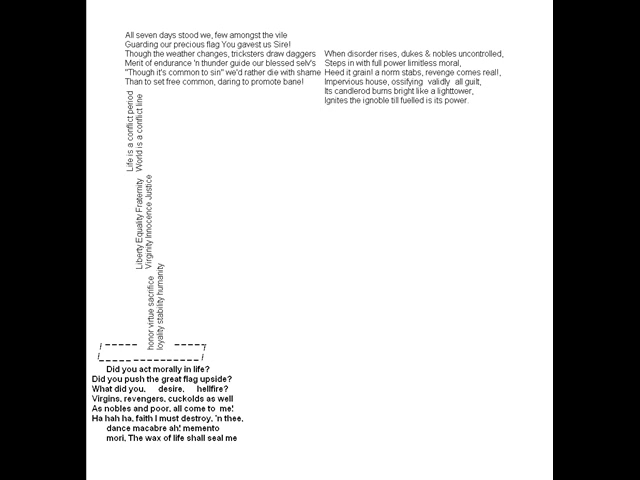 All seven days stood we, few amongst the vile
Guarding our precious flag You gavest us Sire!
Though the weather changes, tricksters draw daggers
Merit of endurance 'n thunder guide our blessed selv's
"Though it's common to sin" we'd rather die with shame
Than to set free common, daring to promote bane!
When disorder rises, dukes & nobles uncontrolled,
Steps in with full power limitless moral,
Heed it grain! a norm stabs, revenge comes real!,
Impervious house, ossifying validly all guilt,
Its candlerod burns bright like a lighttower,
Ignites the ignoble till fuelled is its power.
Life is a conflict period
World is a conflict line
Liberty Equality Fraternity
Virginity Innocence Justice
honor virtue sacrifice
loyality stability humanity
Did you act morally in life?
Did you push the great flag upside?
What did you, desire, hellfire?
Virgins, revengers, cuckolds as well
As nobles and poor, all come to me!
Ha hah ha, faith I must destroy, 'n thee,
dance macabre ah! memento
mori, The wax of life shall seal me